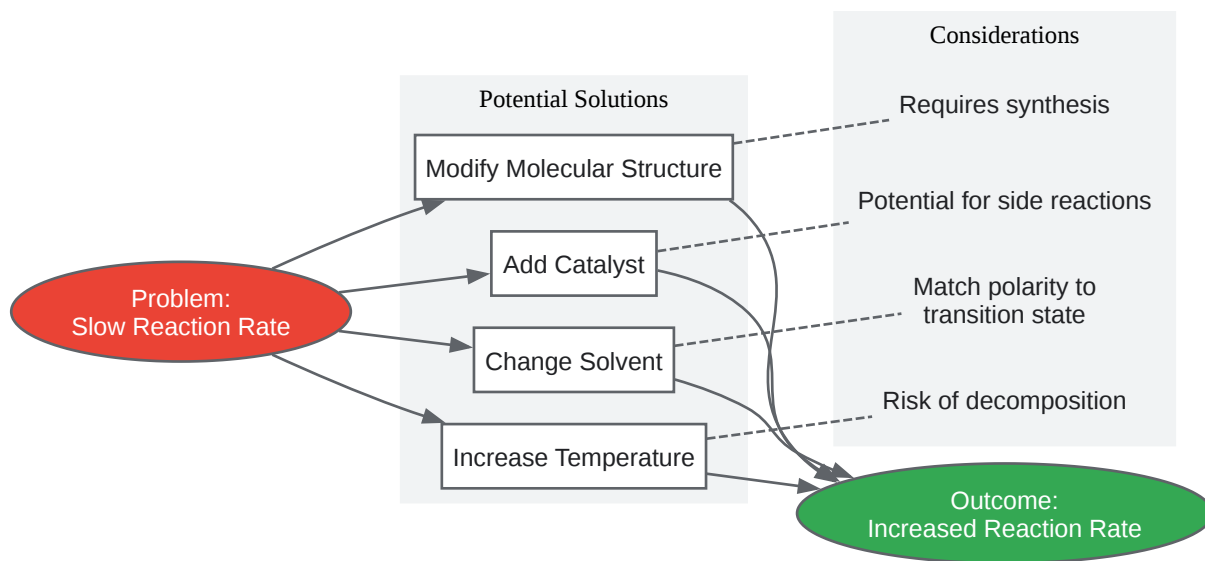 Considerations
Potential Solutions
Requires synthesis
Modify Molecular Structure
Potential for side reactions
Add Catalyst
Problem:
Slow Reaction Rate
Match polarity to
transition state
Change Solvent
Risk of decomposition
Increase Temperature
Outcome:
Increased Reaction Rate